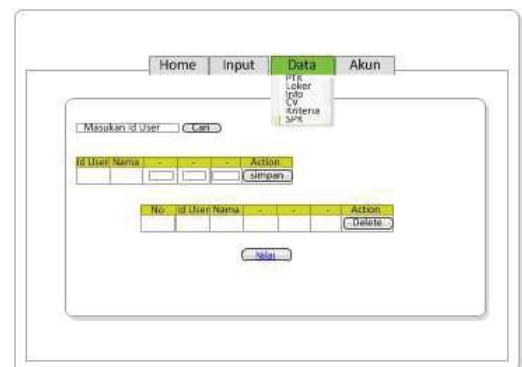 Home Input Data Akun
PTK
Loker
Info
CV
Kriteria
SPK
Masukan Id User Cari
Id User Nama - - - Action
simpan
No Id User Nama - - - Action
Delete
Nilai